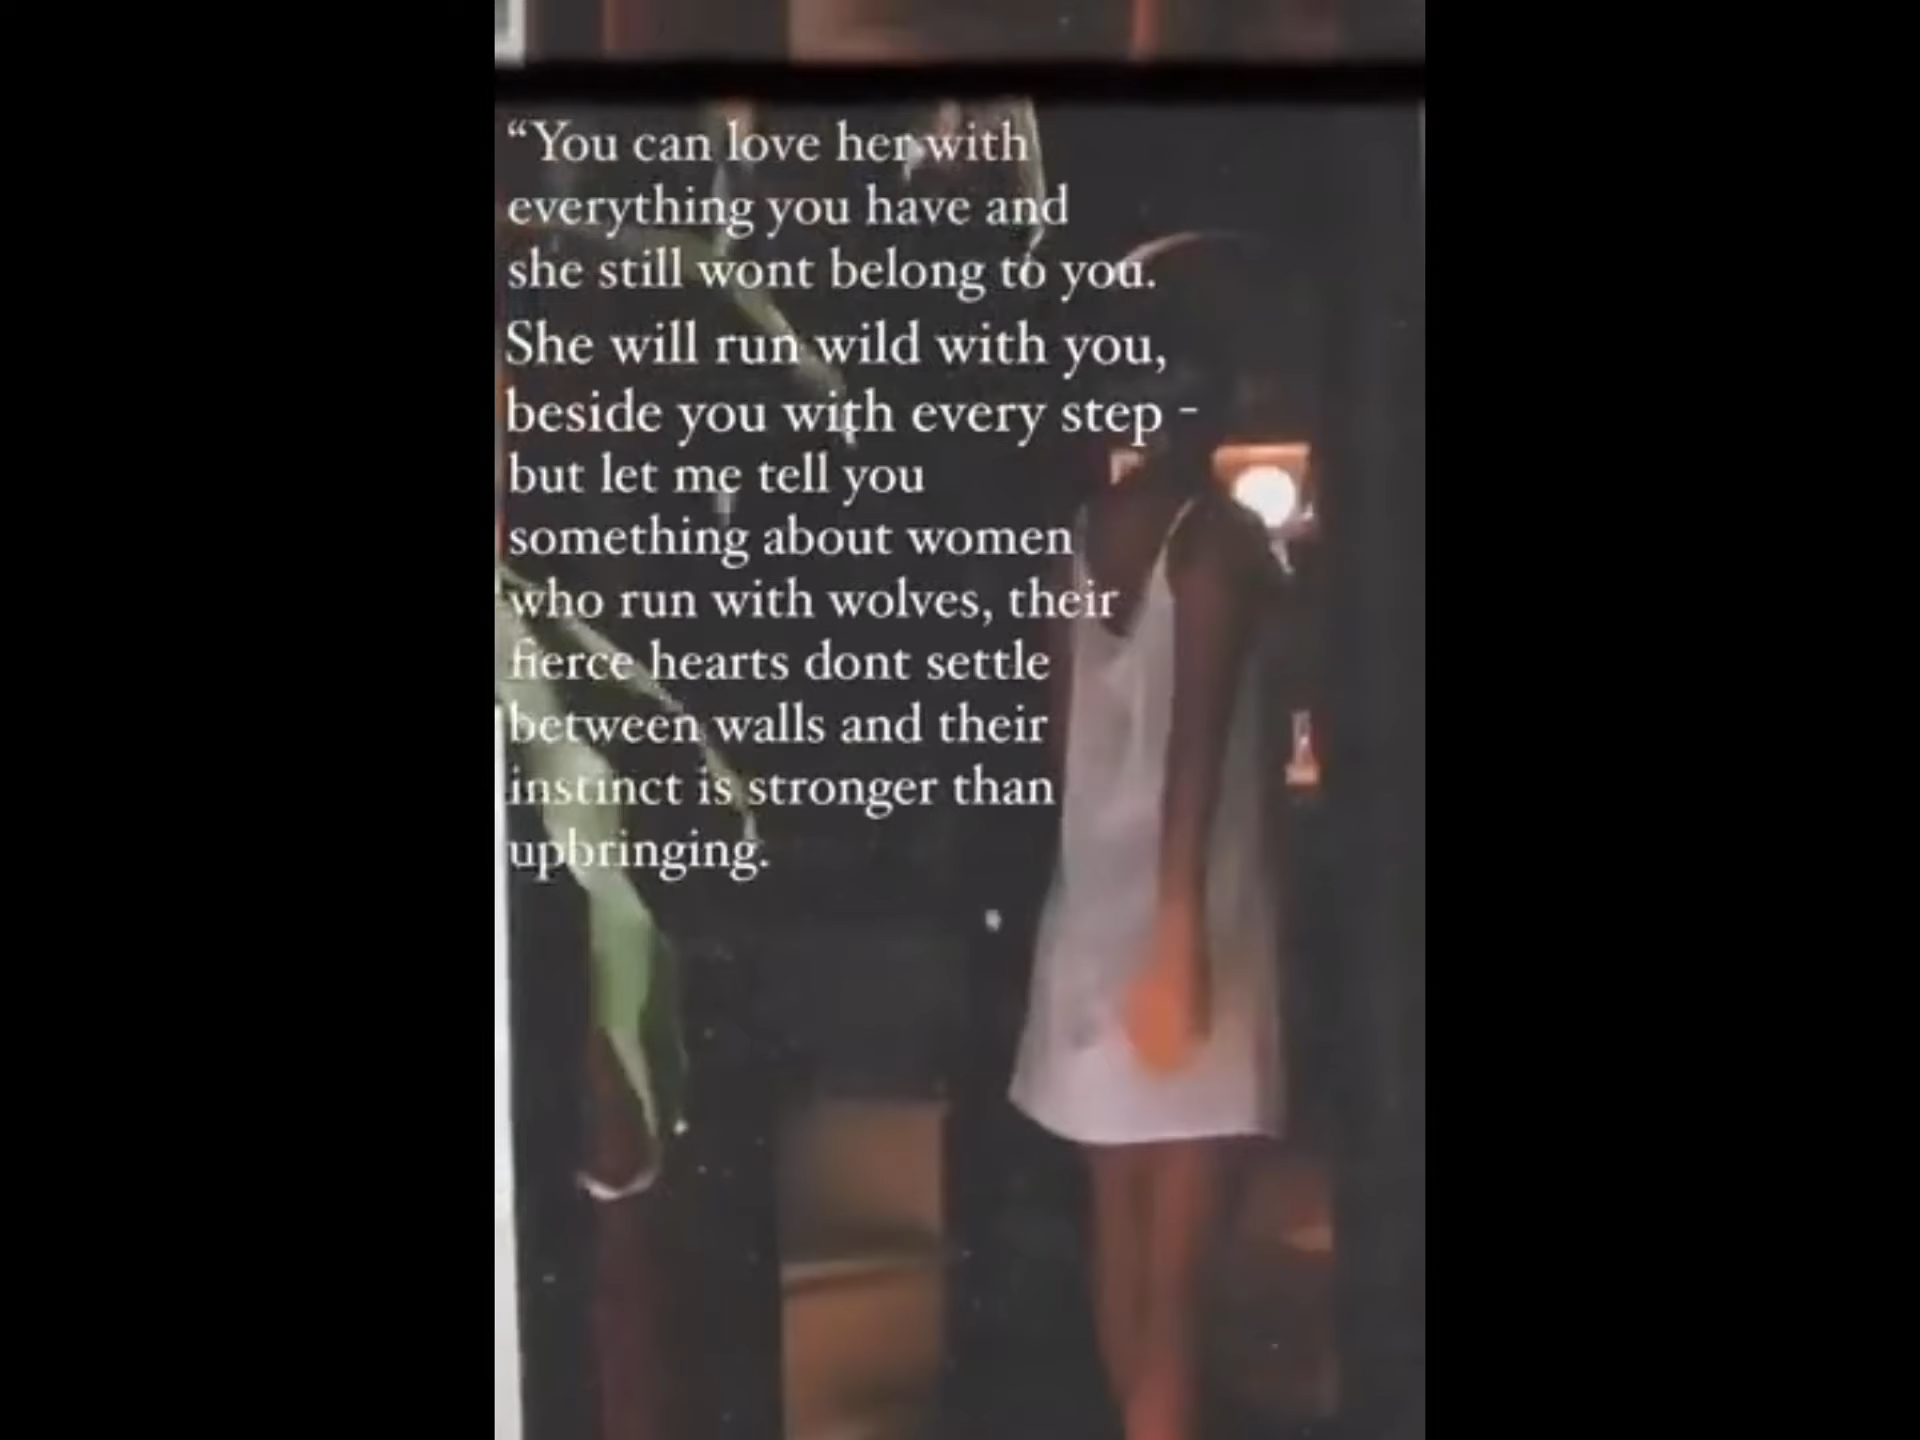 “You can love her with
everything you have and
she still wont belong to you.
She will run wild with you,
beside you with every step -
but let me tell you
something about women
who run with wolves, their
fierce hearts dont settle
between walls and their
instinct is stronger than
upbringing.